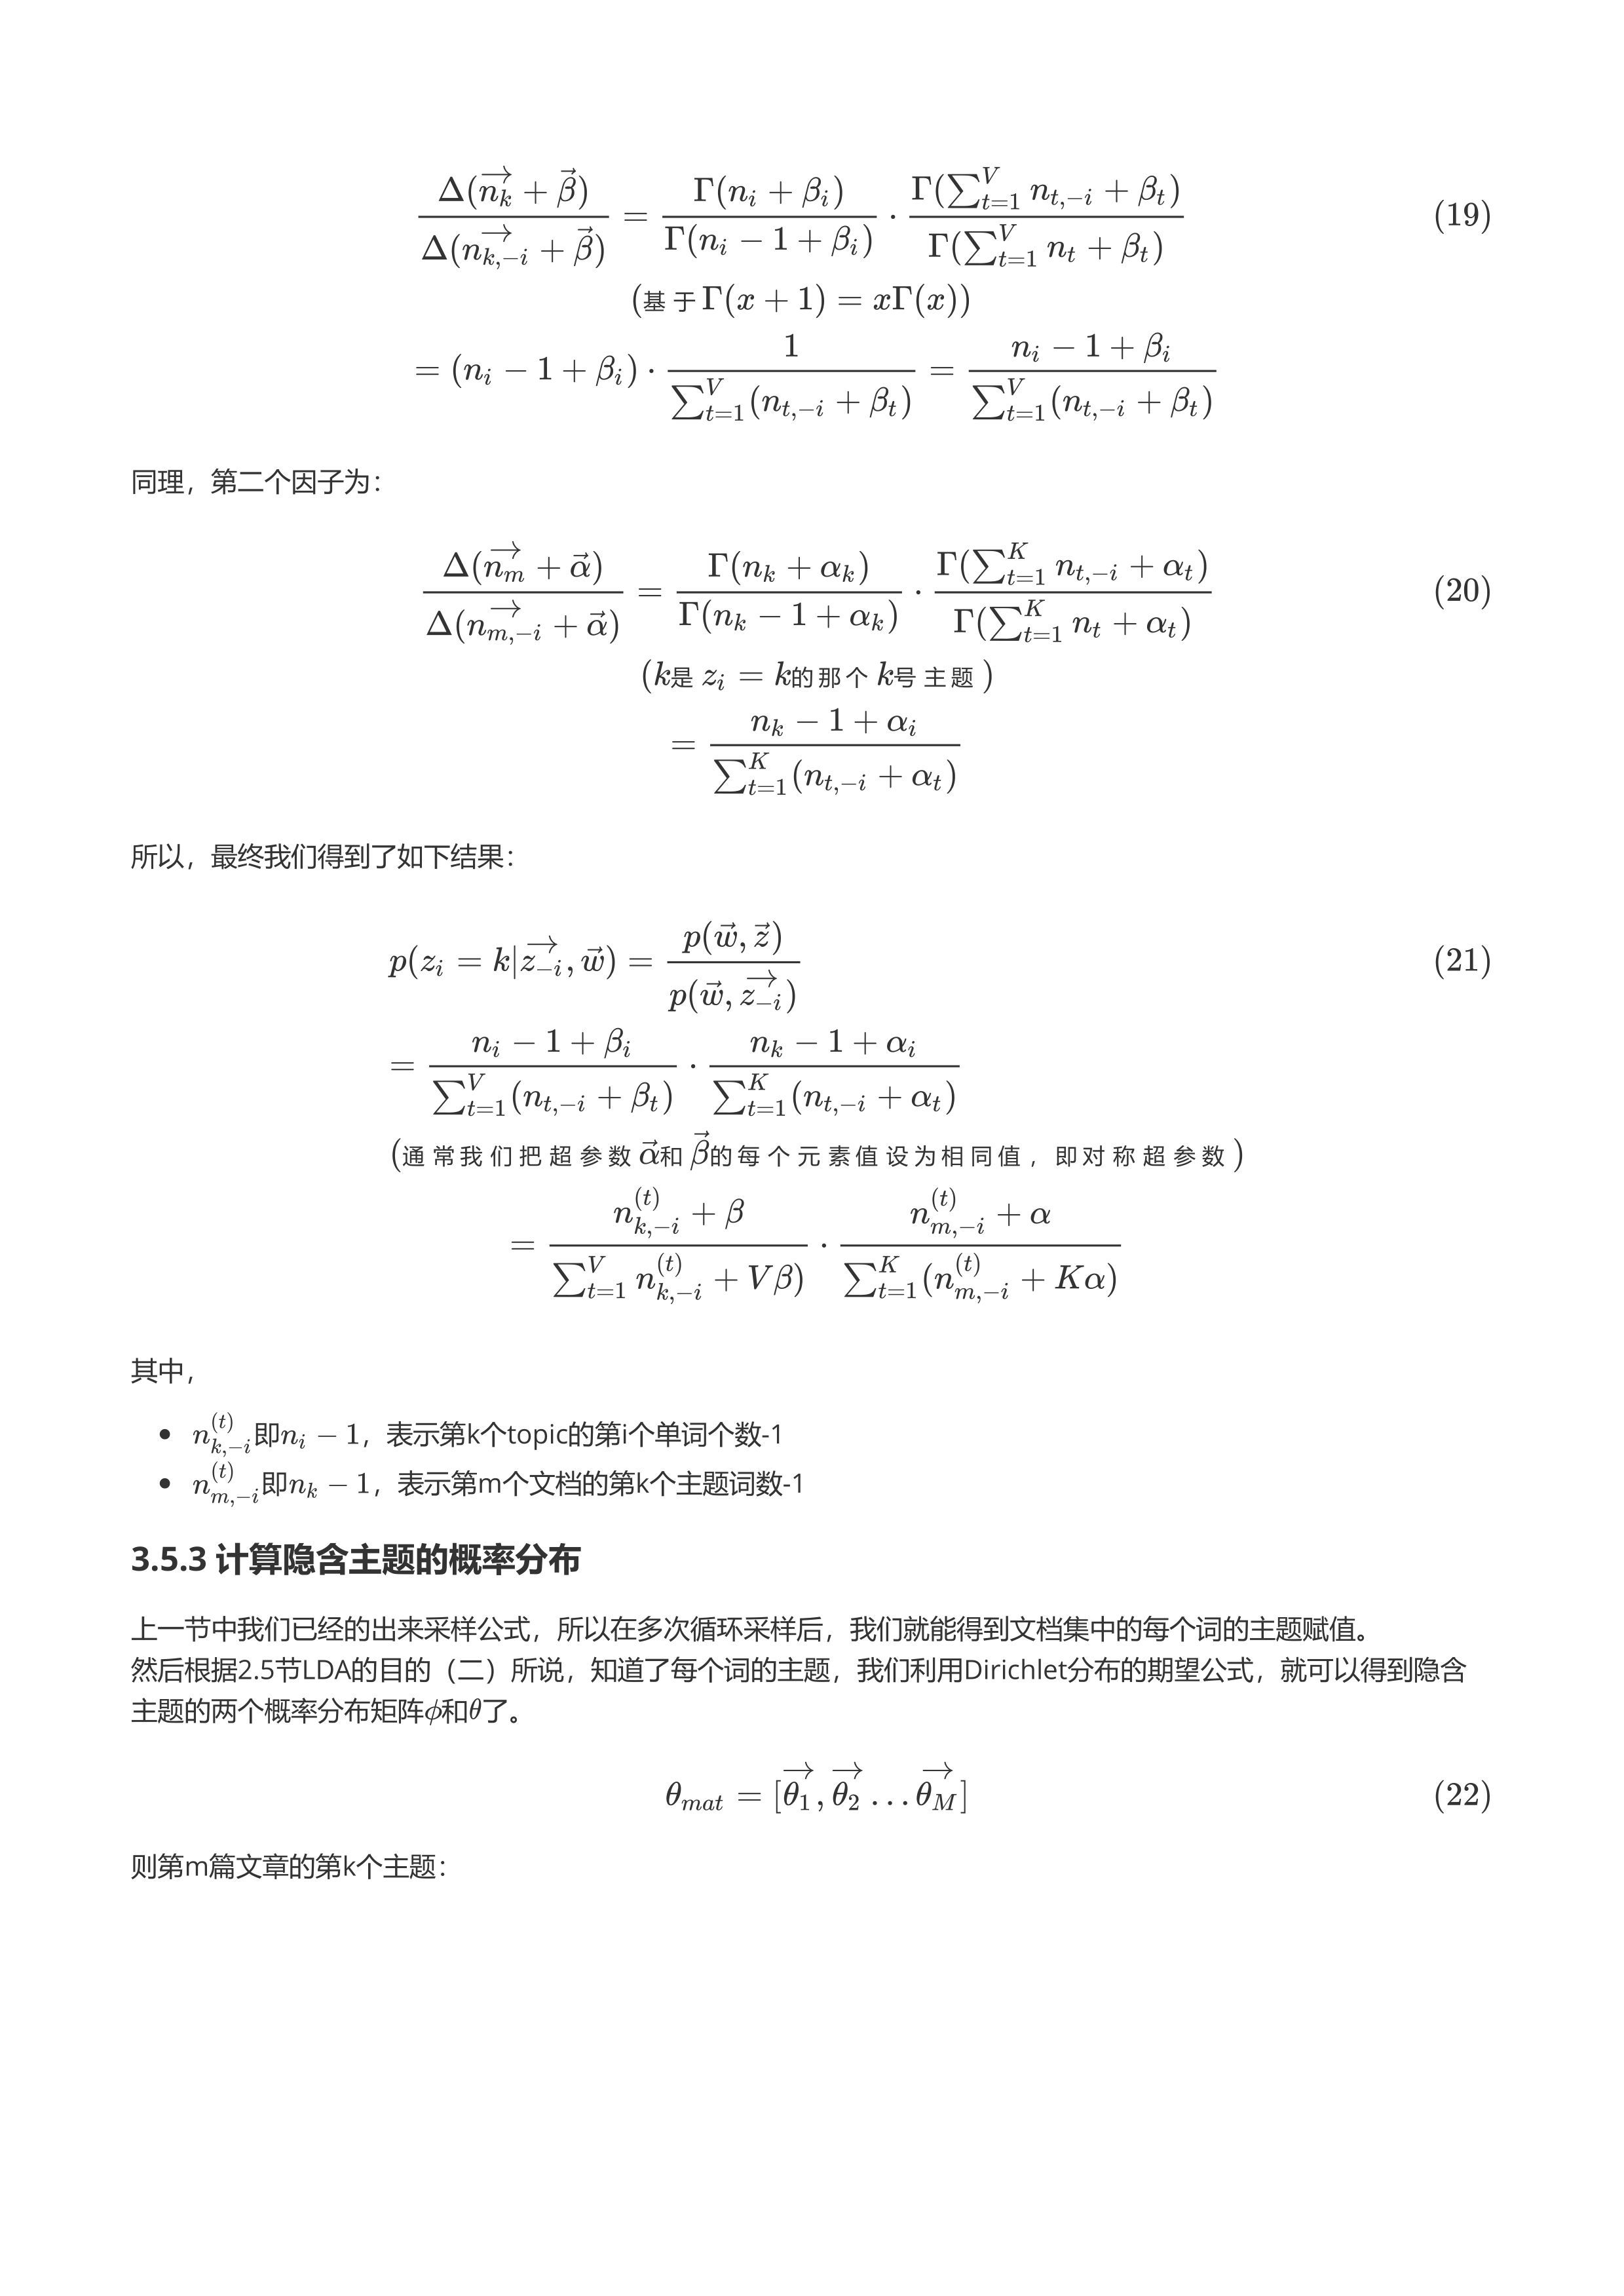 $$\frac{\Delta(\overrightarrow{n_k}+\vec{\beta})}{\Delta(\overrightarrow{n_{k,-i}}+\vec{\beta})}=\frac{\Gamma(n_i+\beta_i)}{\Gamma(n_i-1+\beta_i)}\cdot\frac{\Gamma(\sum_{t=1}^{V}n_{t,-i}+\beta_t)}{\Gamma(\sum_{t=1}^{V}n_t+\beta_t)}\quad(19)$$
$$(基于\Gamma(x+1)=x\Gamma(x))$$
$$=(n_i-1+\beta_i)\cdot\frac{1}{\sum_{t=1}^{V}(n_{t,-i}+\beta_t)}=\frac{n_i-1+\beta_i}{\sum_{t=1}^{V}(n_{t,-i}+\beta_t)}$$
同理，第二个因子为：
$$\frac{\Delta(\overrightarrow{n_m}+\vec{\alpha})}{\Delta(\overrightarrow{n_{m,-i}}+\vec{\alpha})}=\frac{\Gamma(n_k+\alpha_k)}{\Gamma(n_k-1+\alpha_k)}\cdot\frac{\Gamma(\sum_{t=1}^{K}n_{t,-i}+\alpha_t)}{\Gamma(\sum_{t=1}^{K}n_t+\alpha_t)}\quad(20)$$
$$(k是z_i=k的那个k号主题)$$
$$=\frac{n_k-1+\alpha_i}{\sum_{t=1}^{K}(n_{t,-i}+\alpha_t)}$$
所以，最终我们得到了如下结果：
$$p(z_i=k|\overrightarrow{z_{-i}},\vec{w})=\frac{p(\vec{w},\vec{z})}{p(\vec{w},\overrightarrow{z_{-i}})}\quad(21)$$
$$=\frac{n_i-1+\beta_i}{\sum_{t=1}^{V}(n_{t,-i}+\beta_t)}\cdot\frac{n_k-1+\alpha_i}{\sum_{t=1}^{K}(n_{t,-i}+\alpha_t)}$$
$$(通常我们把超参数\vec{\alpha}和\vec{\beta}的每个元素值设为相同值，即对称超参数)$$
$$=\frac{n_{k,-i}^{(t)}+\beta}{\sum_{t=1}^{V}n_{k,-i}^{(t)}+V\beta)}\cdot\frac{n_{m,-i}^{(t)}+\alpha}{\sum_{t=1}^{K}(n_{m,-i}^{(t)}+K\alpha)}$$
其中，
• $n_{k,-i}^{(t)}$即$n_i-1$，表示第k个topic的第i个单词个数-1
• $n_{m,-i}^{(t)}$即$n_k-1$，表示第m个文档的第k个主题词数-1
3.5.3 计算隐含主题的概率分布
上一节中我们已经的出来采样公式，所以在多次循环采样后，我们就能得到文档集中的每个词的主题赋值。
然后根据2.5节LDA的目的（二）所说，知道了每个词的主题，我们利用Dirichlet分布的期望公式，就可以得到隐含
主题的两个概率分布矩阵$\phi$和$\theta$了。
$$\theta_{mat}=[\overrightarrow{\theta_1},\overrightarrow{\theta_2}\ldots\overrightarrow{\theta_M}]\quad(22)$$
则第m篇文章的第k个主题：